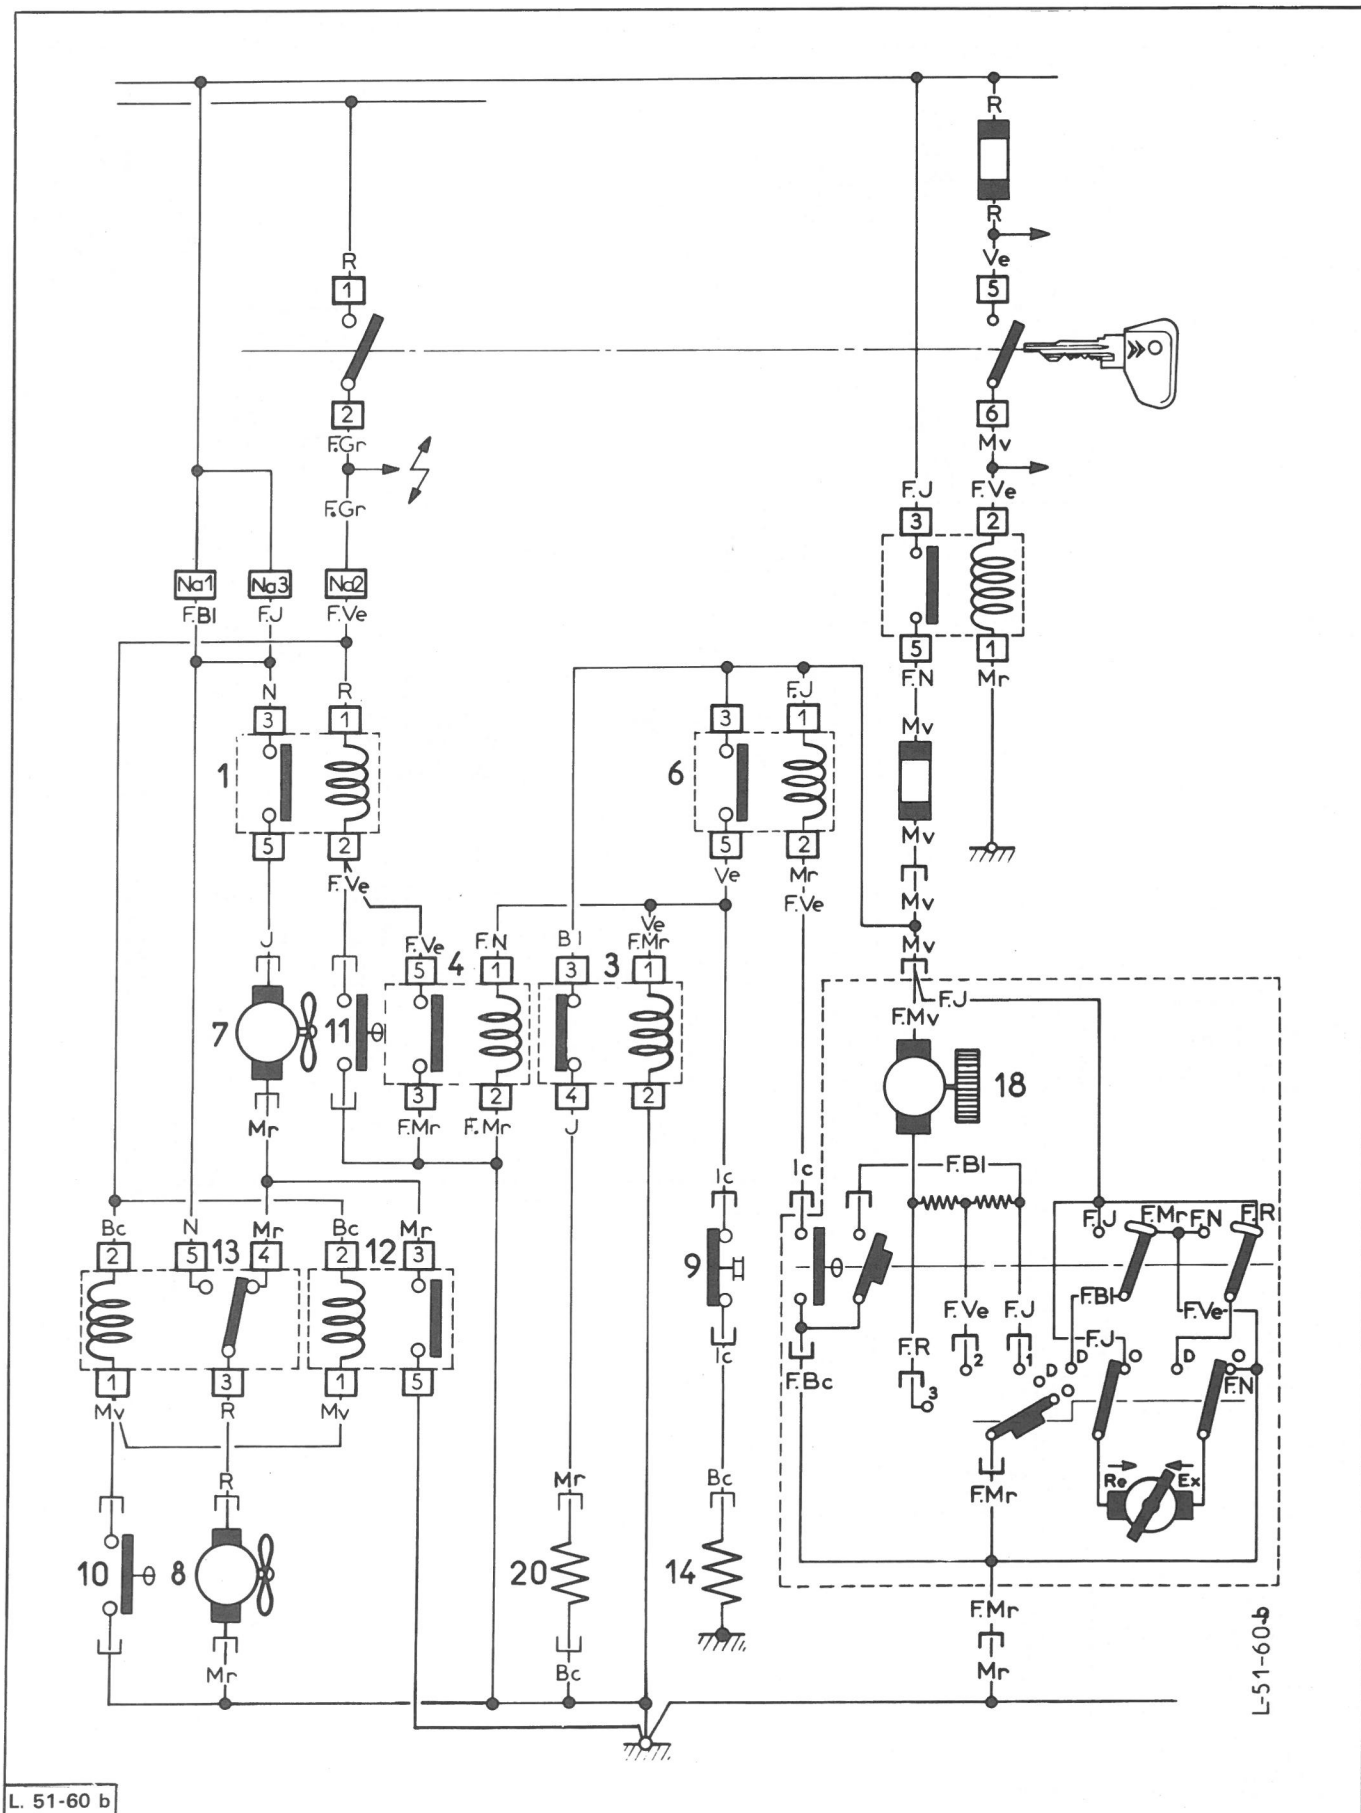 R
R
Ve
R
1
5
2
6
F.Gr
Mv
F.Gr
F.J
F.Ve
3
2
Na1
Na3
Na2
F.Bl
F.J
F.Ve
5
1
F.N
Mr
N
R
F.J
3
1
3
1
Mv
1
6
5
2
5
2
Mv
F.Ve
Ve
Mr
F.Ve
Mv
Ve
J
F.Ve
F.N
Bl
F.Mr
Mv
5
4
1
3
3
1
F.J
F.Mv
7
11
18
3
2
4
2
Mr
F.Mr
F.Mr
J
Ic
Ic
F.Bl
Bc
N
Mr
Bc
Mr
F.J
F.Mr
F.N
F.R
2
5
13
4
2
12
3
9
F.Bl
F.Ve
F.Ve
F.J
F.R
F.J
Ic
2
1
D
D
D
F.Bc
F.N
1
3
1
5
3
Mv
R
Mv
R
Mr
Bc
Re
Ex
F.Mr
10
8
20
14
F.Mr
Mr
Bc
Mr
L-51-60-b
L. 51-60 b